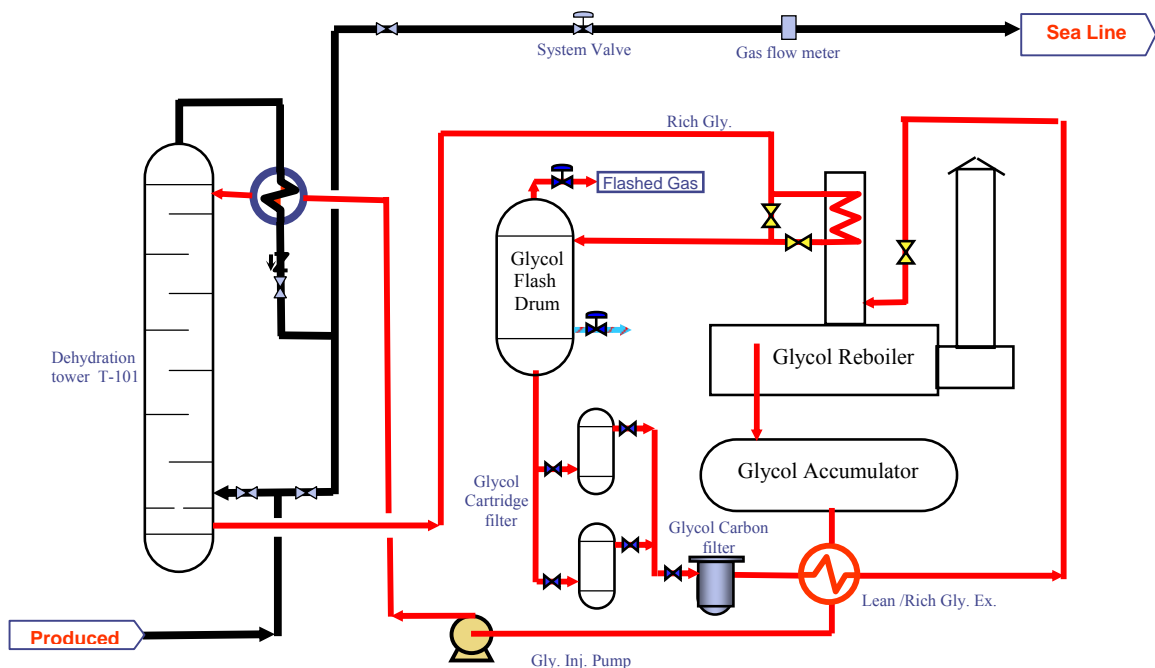 Sea Line
System Valve
Gas flow meter
Rich Gly.
Flashed Gas
Glycol
Flash
Drum
Glycol Reboiler
Dehydration
tower  T-101
Glycol Accumulator
Glycol
Cartridge
filter
Glycol Carbon
filter
Lean /Rich Gly. Ex.
Produced
Gly. Inj. Pump